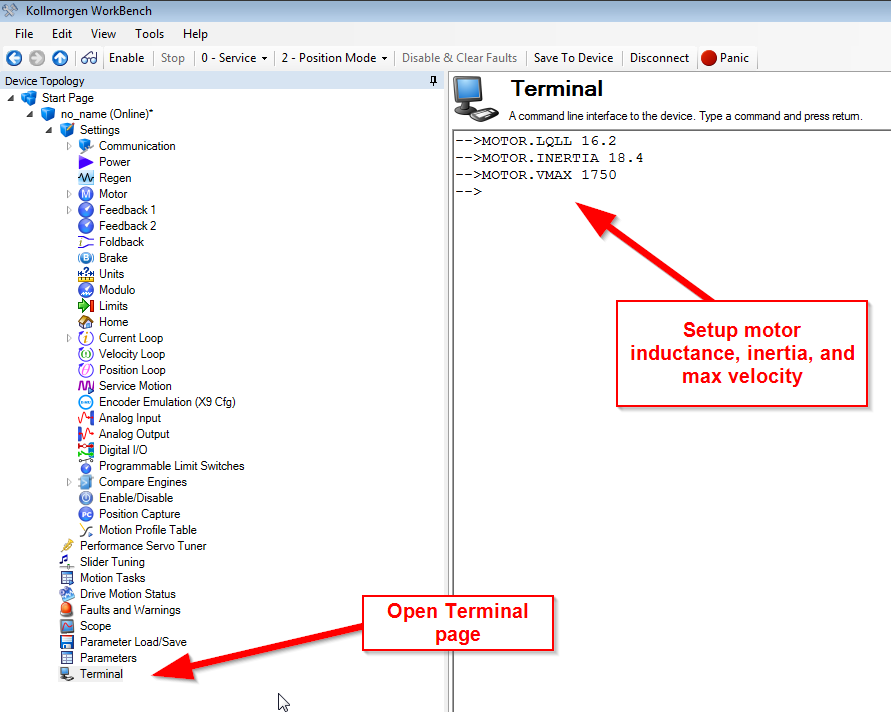 Kollmorgen WorkBench
File Edit View Tools Help
Enable Stop 0 - Service 2 - Position Mode Disable & Clear Faults Save To Device Disconnect Panic
Device Topology
Start Page
no_name (Online)*
Settings
Communication
Power
Regen
Motor
Feedback 1
Feedback 2
Foldback
Brake
Units
Modulo
Limits
Home
Current Loop
Velocity Loop
Position Loop
Service Motion
Encoder Emulation (X9 Cfg)
Analog Input
Analog Output
Digital I/O
Programmable Limit Switches
Compare Engines
Enable/Disable
Position Capture
Motion Profile Table
Performance Servo Tuner
Slider Tuning
Motion Tasks
Drive Motion Status
Faults and Warnings
Scope
Parameter Load/Save
Parameters
Terminal
Terminal
A command line interface to the device. Type a command and press return.
-->MOTOR.LQLL 16.2
-->MOTOR.INERTIA 18.4
-->MOTOR.VMAX 1750
-->
Setup motor
inductance, inertia, and
max velocity
Open Terminal
page